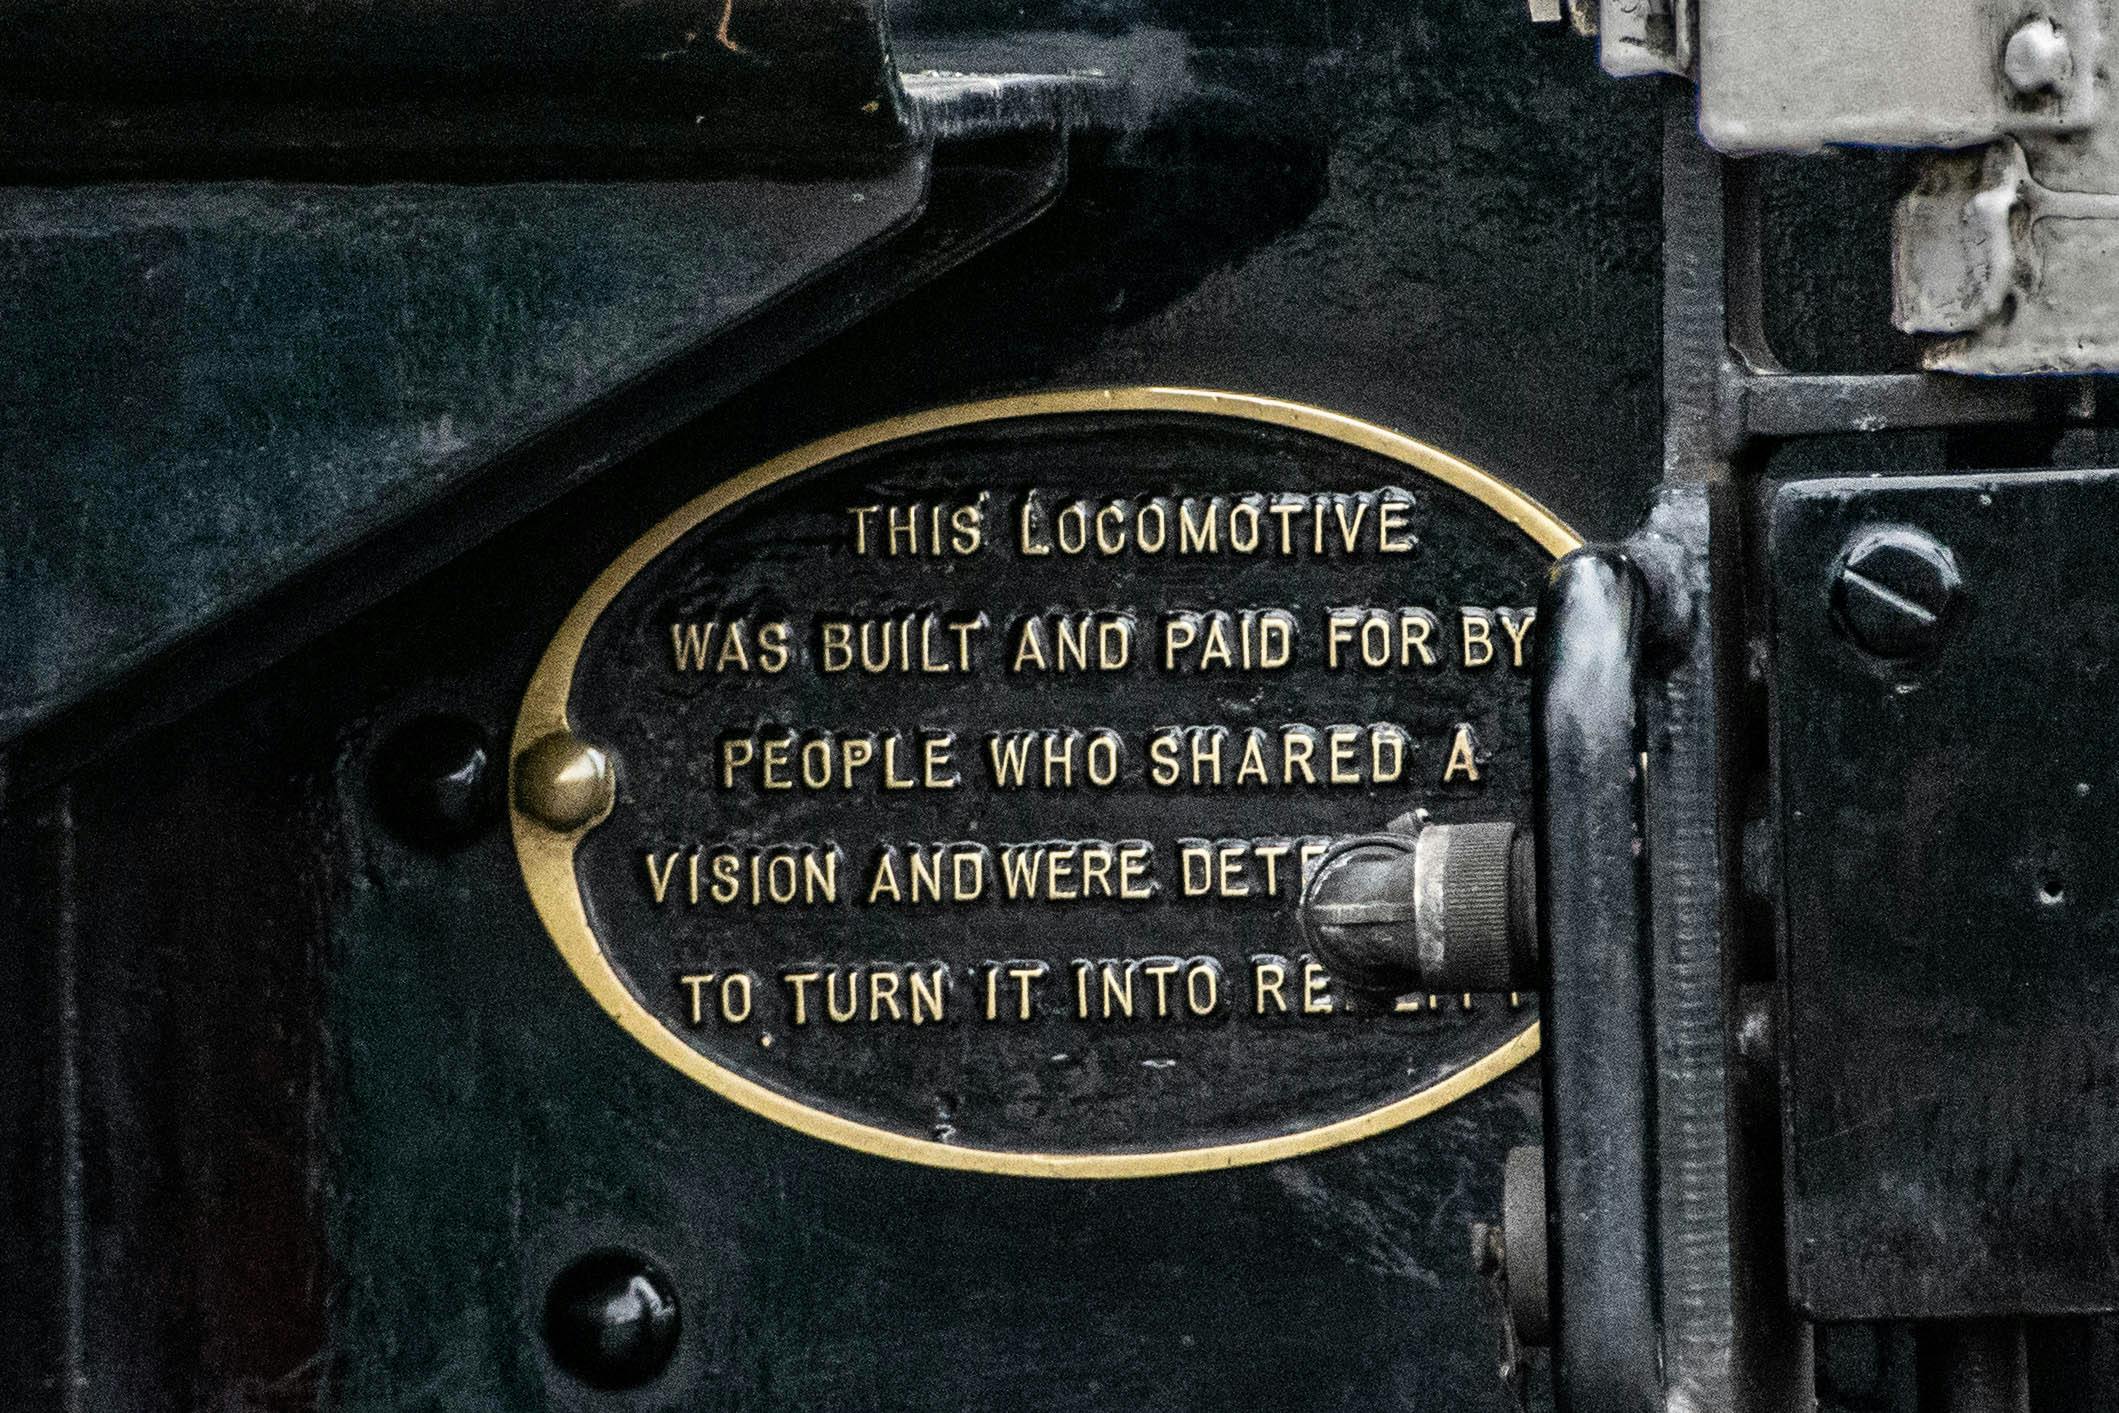 THIS LOCOMOTIVE
WAS BUILT AND PAID FOR BY
PEOPLE WHO SHARED A
VISION AND WERE
TO TURN IT INTO